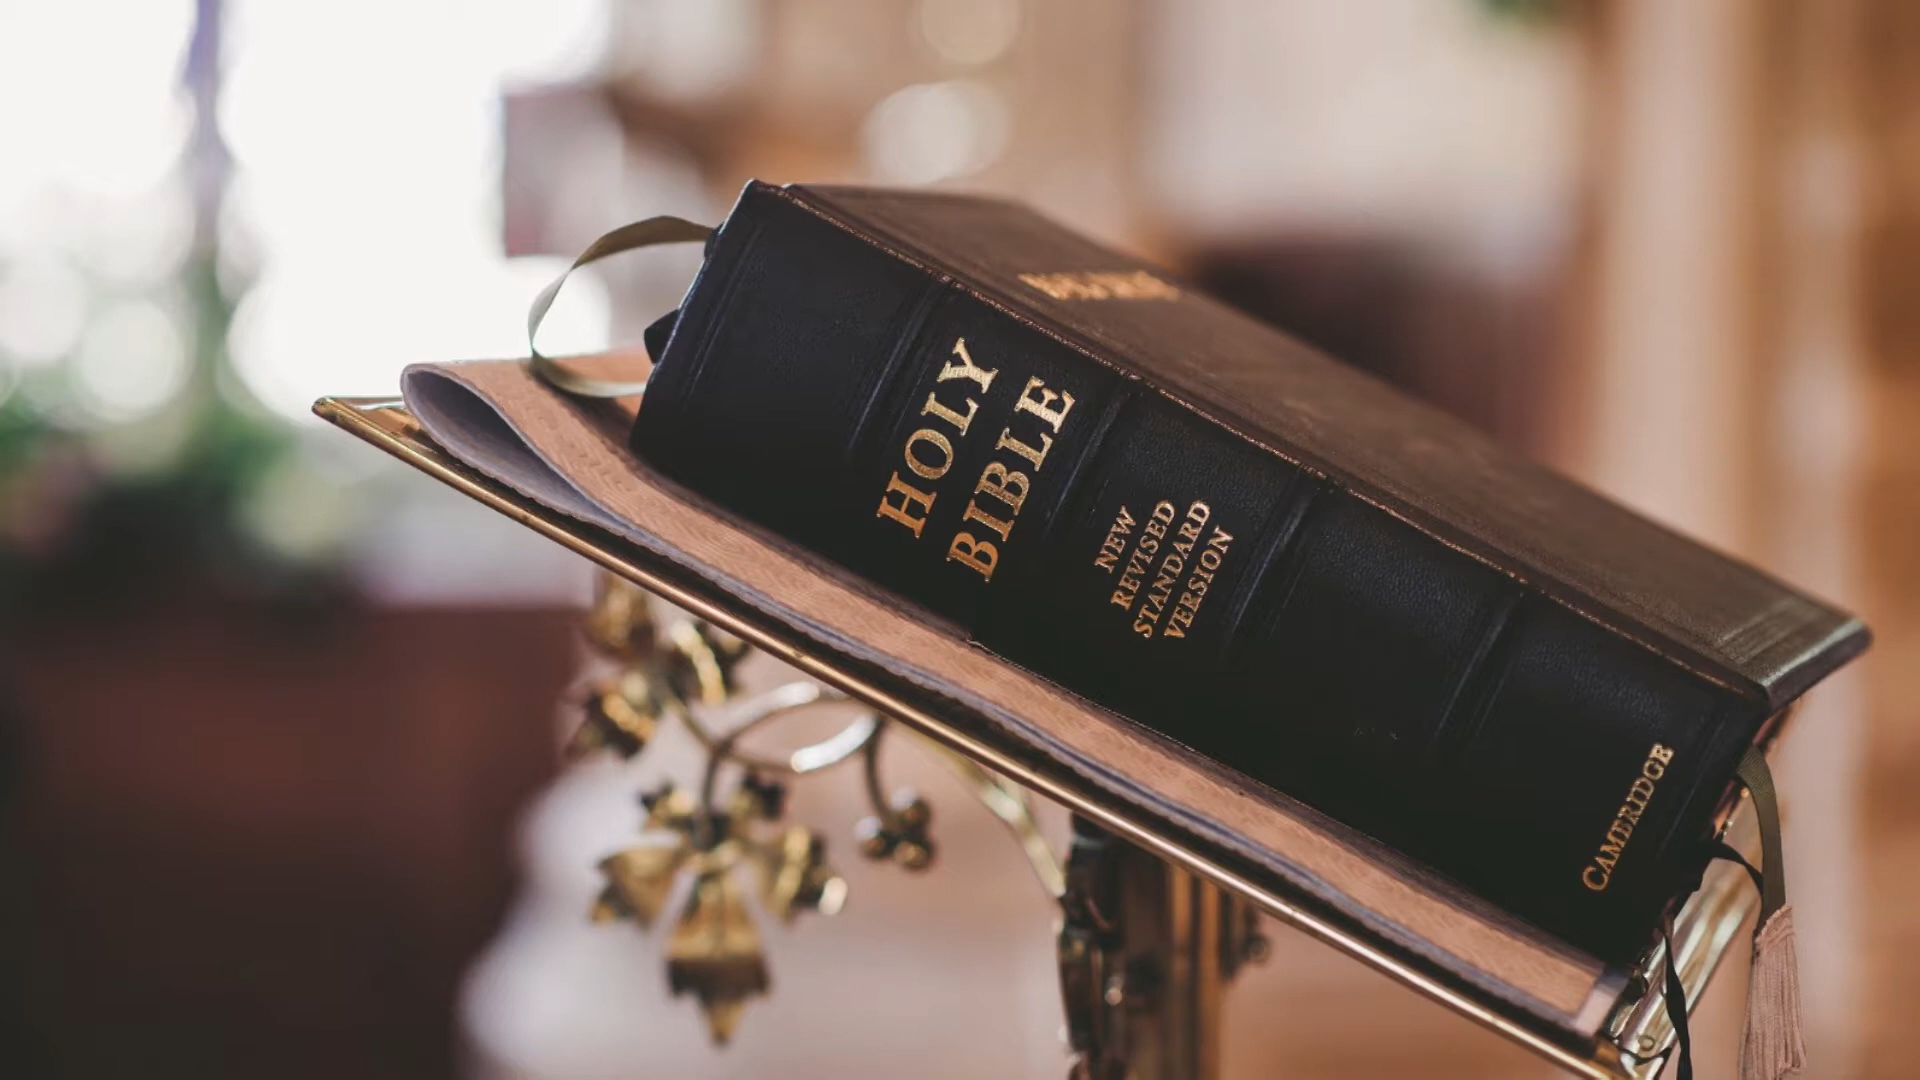 HOLY
BIBLE
NEW
REVISED
STANDARD
VERSION
CAMBRIDGE